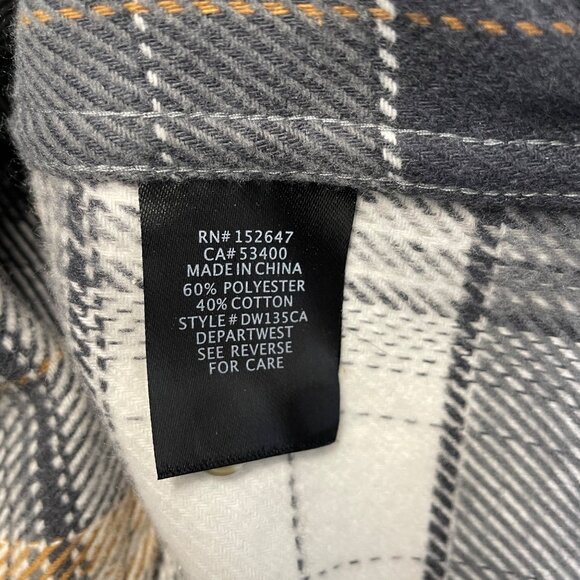 RN# 152647
CA# 53400
MADE IN CHINA
60% POLYESTER
40% COTTON
STYLE# DW135CA
DEPARTWEST
SEE REVERSE
FOR CARE